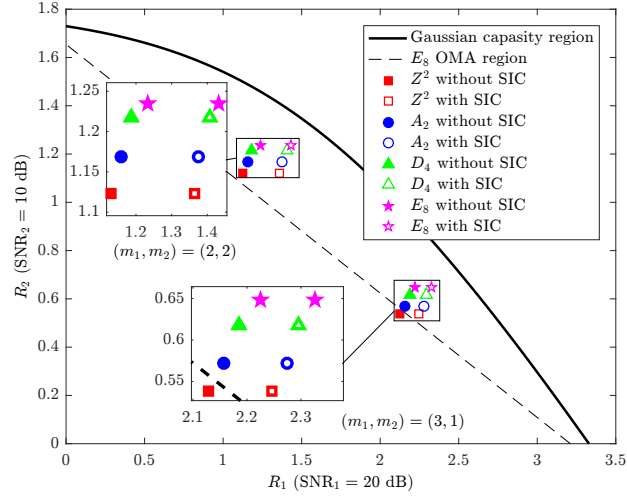 1.8
1.6
1.4
1.2
1
0.8
0.6
0.4
0.2
0
R₂ (SNR₂ = 10 dB)
Gaussian capasity region
E₈ OMA region
Z² without SIC
Z² with SIC
A₂ without SIC
A₂ with SIC
D₄ without SIC
D₄ with SIC
E₈ without SIC
E₈ with SIC
1.25
1.2
1.15
1.1
1.2 1.3 1.4
(m₁, m₂) = (2, 2)
0.65
0.6
0.55
2.1 2.2 2.3
(m₁, m₂) = (3, 1)
0 0.5 1 1.5 2 2.5 3 3.5
R₁ (SNR₁ = 20 dB)